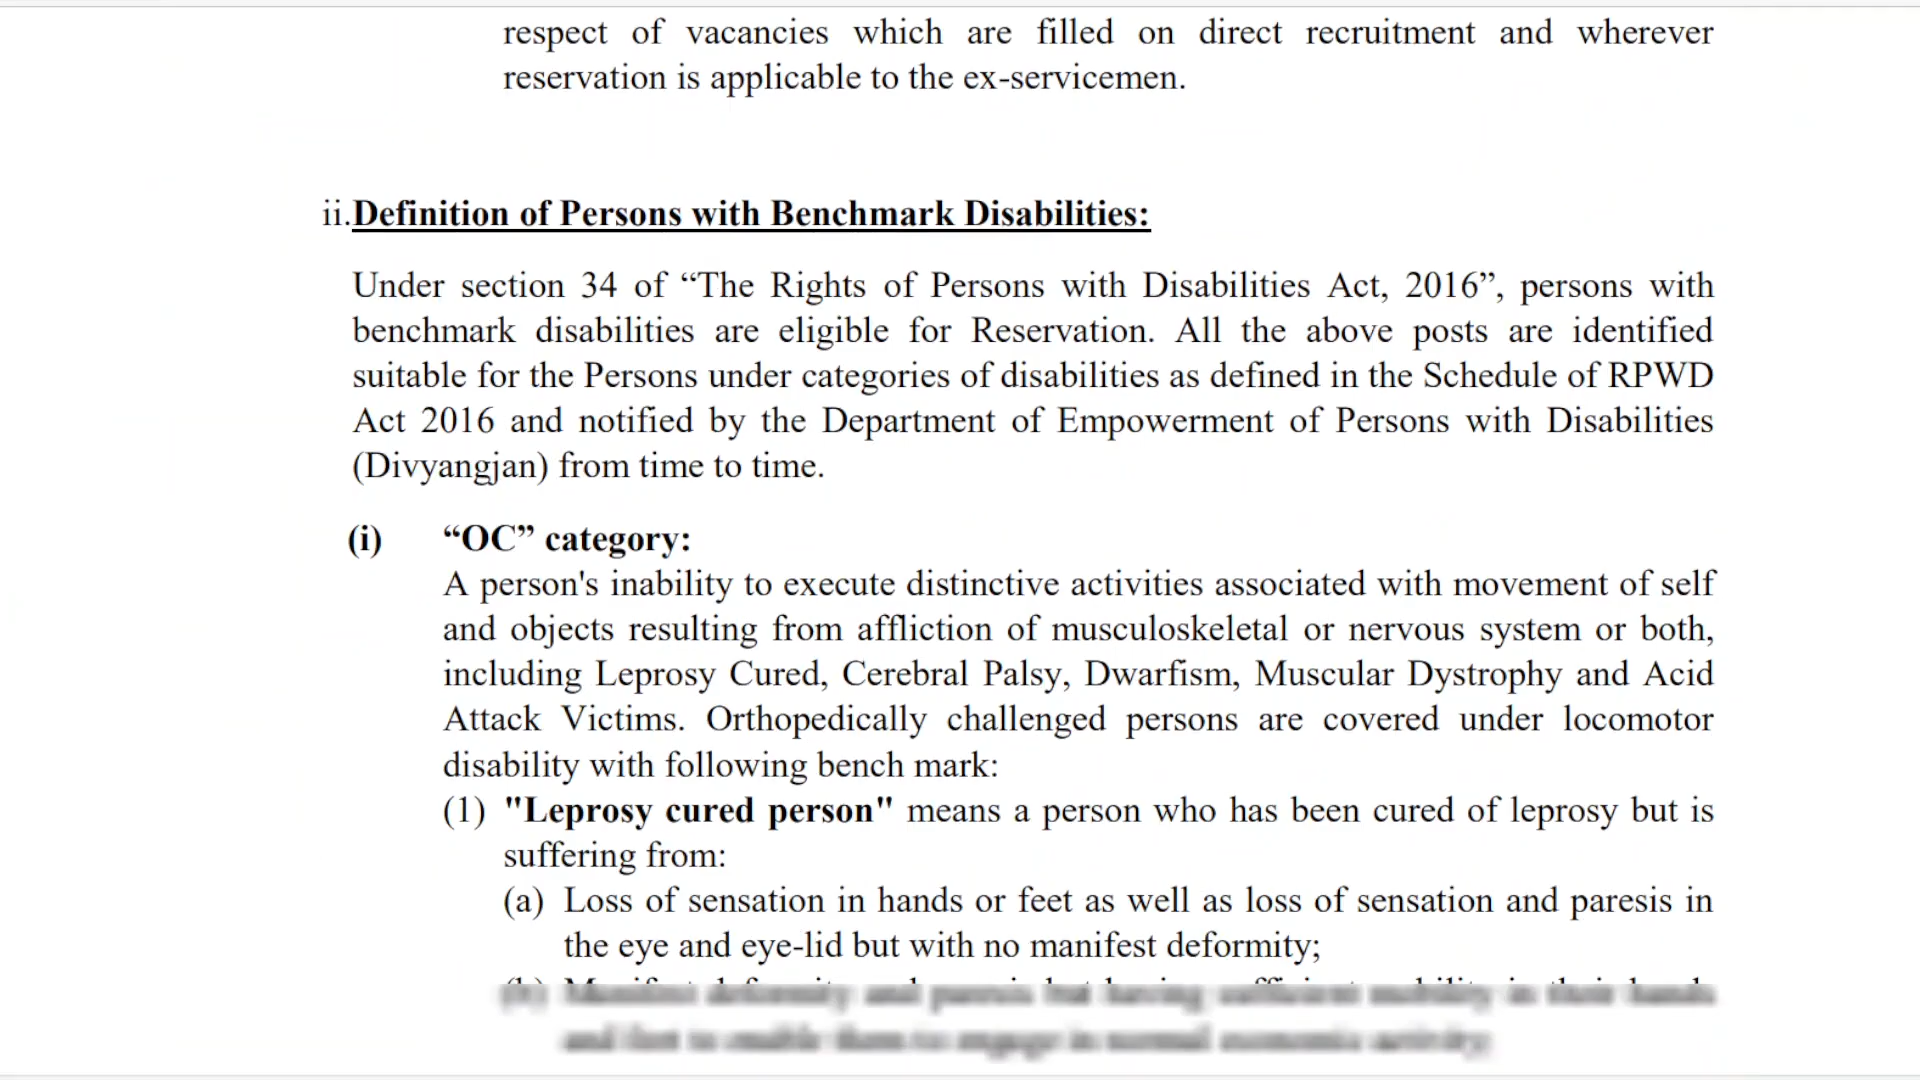 respect of vacancies which are filled on direct recruitment and wherever
reservation is applicable to the ex-servicemen.
ii.Definition of Persons with Benchmark Disabilities:
Under section 34 of “The Rights of Persons with Disabilities Act, 2016”, persons with
benchmark disabilities are eligible for Reservation. All the above posts are identified
suitable for the Persons under categories of disabilities as defined in the Schedule of RPWD
Act 2016 and notified by the Department of Empowerment of Persons with Disabilities
(Divyangjan) from time to time.
(i) “OC” category:
A person's inability to execute distinctive activities associated with movement of self
and objects resulting from affliction of musculoskeletal or nervous system or both,
including Leprosy Cured, Cerebral Palsy, Dwarfism, Muscular Dystrophy and Acid
Attack Victims. Orthopedically challenged persons are covered under locomotor
disability with following bench mark:
(1) "Leprosy cured person" means a person who has been cured of leprosy but is
suffering from:
(a) Loss of sensation in hands or feet as well as loss of sensation and paresis in
the eye and eye-lid but with no manifest deformity;